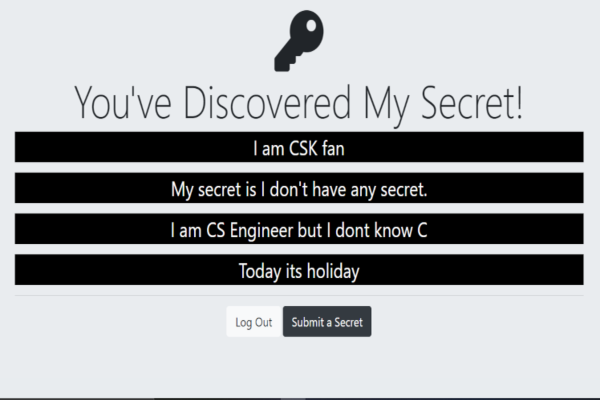 You've Discovered My Secret!
I am CSK fan
My secret is I don't have any secret.
I am CS Engineer but I dont know C
Today its holiday
Log Out Submit a Secret